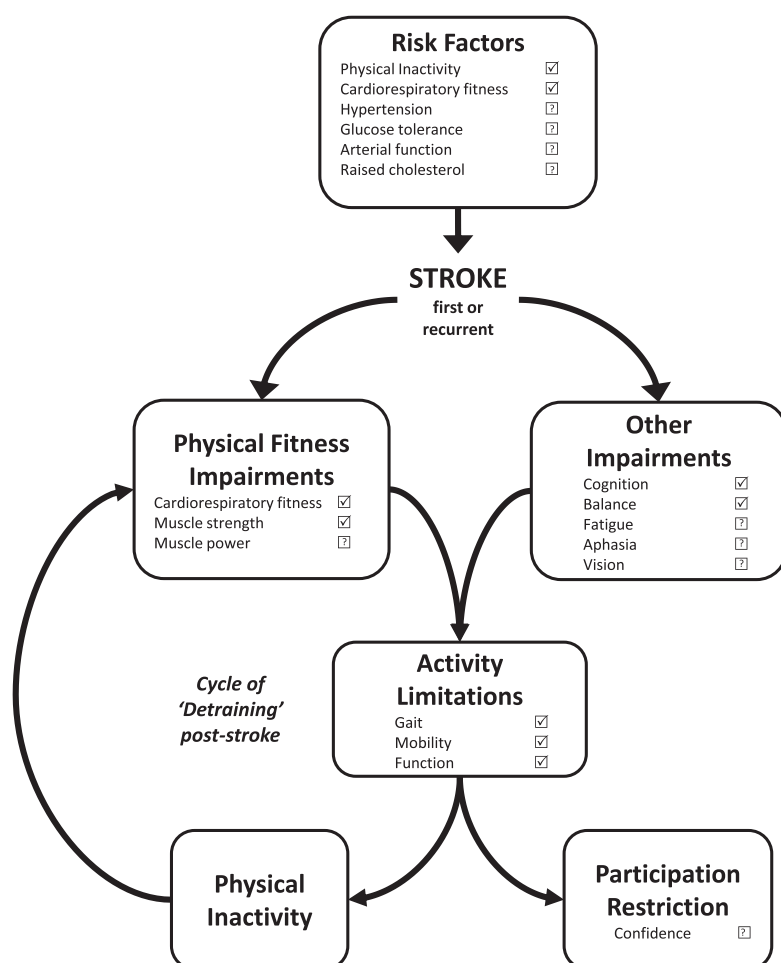 Risk Factors
Physical Inactivity ☑
Cardiorespiratory fitness ☑
Hypertension ?
Glucose tolerance ?
Arterial function ?
Raised cholesterol ?
STROKE
first or
recurrent
Physical Fitness
Impairments
Cardiorespiratory fitness ☑
Muscle strength ☑
Muscle power ?
Other
Impairments
Cognition ☑
Balance ☑
Fatigue ?
Aphasia ?
Vision ?
Cycle of
‘Detraining’
post-stroke
Activity
Limitations
Gait ☑
Mobility ☑
Function ☑
Physical
Inactivity
Participation
Restriction
Confidence ?